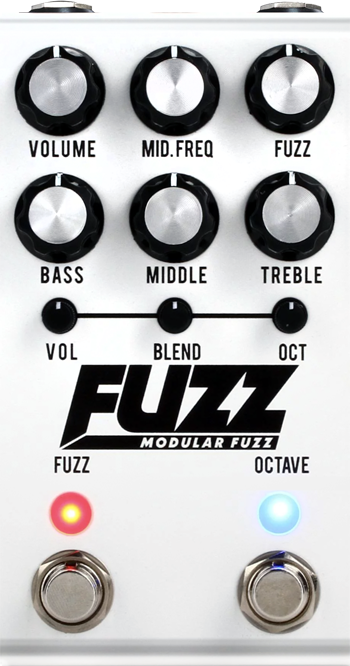 VOLUME MID.FREQ FUZZ
BASS MIDDLE TREBLE
VOL BLEND OCT
FUZZ
MODULAR FUZZ
FUZZ OCTAVE